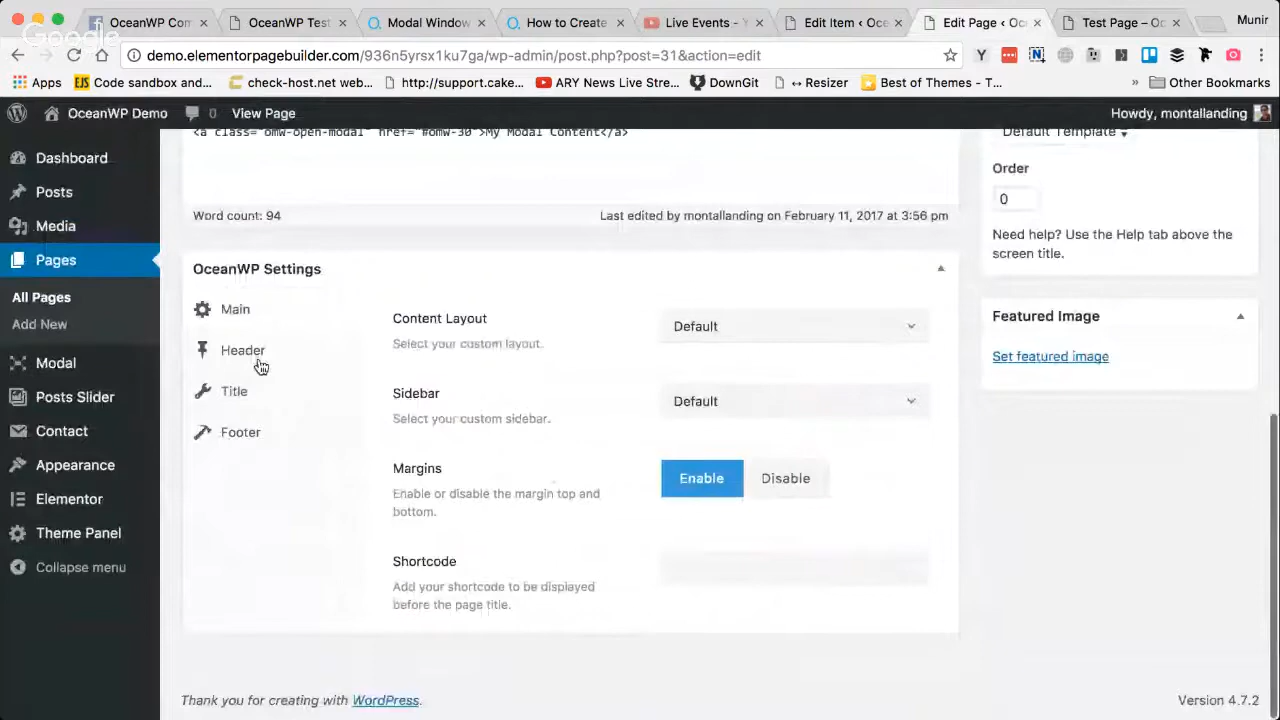 OceanWP Com
OceanWP Test
Modal Window
How to Create
Live Events -
Edit Item ‹ Oce
Edit Page ‹ Oc
Test Page – Oc
Munir
Google
demo.elementorpagebuilder.com/936n5yrsx1ku7ga/wp-admin/post.php?post=31&action=edit
Apps
EJS Code sandbox and...
check-host.net web...
http://support.cake...
ARY News Live Stre...
DownGit
↔ Resizer
Best of Themes - T...
»
Other Bookmarks
OceanWP Demo
0
View Page
Howdy, montallanding
Dashboard
Posts
Media
Pages
All Pages
Add New
Modal
Posts Slider
Contact
Appearance
Elementor
Theme Panel
Collapse menu
<a class="omw-open-modal" href="#omw-30">My Modal Content</a>
Word count: 94
Last edited by montallanding on February 11, 2017 at 3:56 pm
OceanWP Settings
Main
Header
Title
Footer
Content Layout
Select your custom layout.
Default
Sidebar
Select your custom sidebar.
Default
Margins
Enable or disable the margin top and
bottom.
Enable
Disable
Shortcode
Add your shortcode to be displayed
before the page title.
Default Template
Order
0
Need help? Use the Help tab above the
screen title.
Featured Image
Set featured image
Thank you for creating with WordPress.
Version 4.7.2